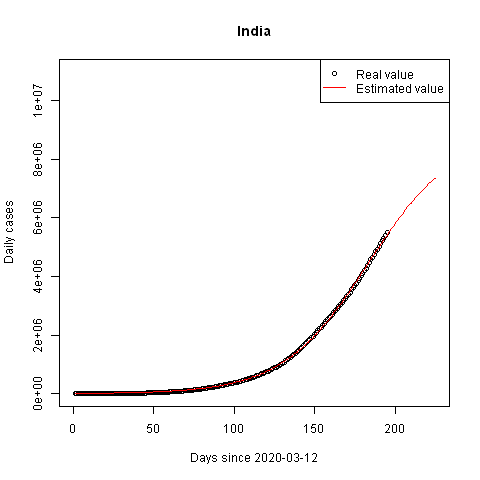 India
Real value
Estimated value
Daily cases
0e+00
2e+06
4e+06
6e+06
8e+06
1e+07
0
50
100
150
200
Days since 2020-03-12